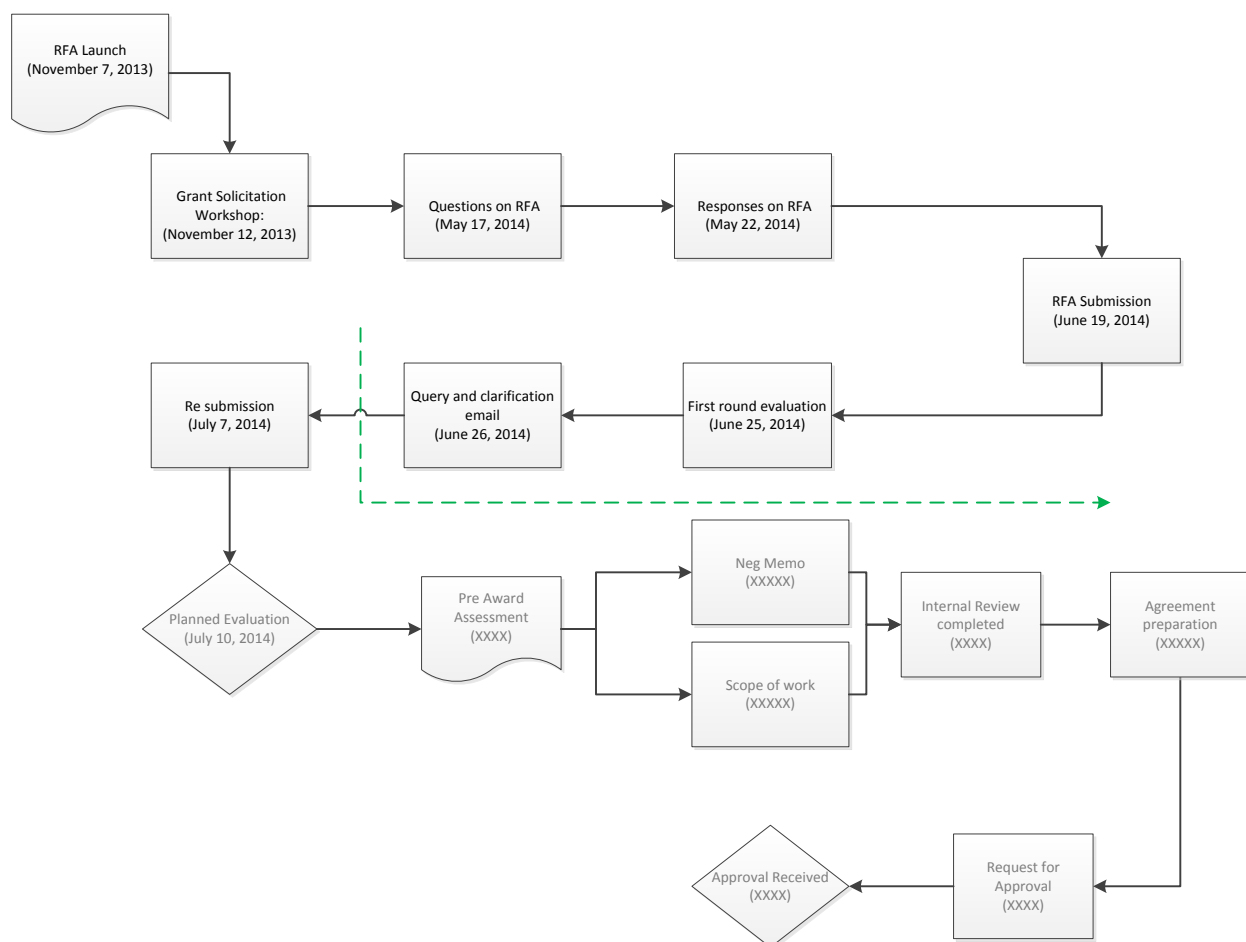 RFA Launch
(November 7, 2013)
Grant Solicitation
Workshop:
(November 12, 2013)
Questions on RFA
(May 17, 2014)
Responses on RFA
(May 22, 2014)
RFA Submission
(June 19, 2014)
First round evaluation
(June 25, 2014)
Query and clarification
email
(June 26, 2014)
Re submission
(July 7, 2014)
Planned Evaluation
(July 10, 2014)
Pre Award
Assessment
(XXXX)
Neg Memo
(XXXXX)
Scope of work
(XXXXX)
Internal Review
completed
(XXXX)
Agreement
preparation
(XXXXX)
Request for
Approval
(XXXX)
Approval Received
(XXXX)